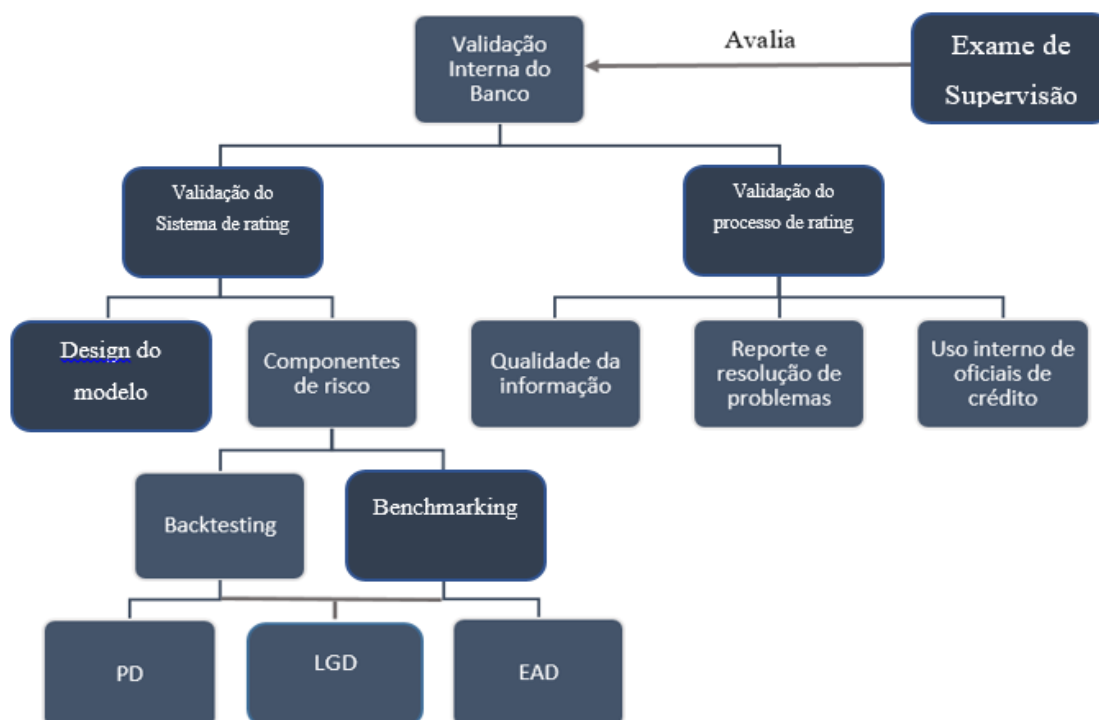 Validação
Interna do
Banco
Avalia
Exame de
Supervisão
Validação do
Sistema de rating
Validação do
processo de rating
Design do
modelo
Componentes
de risco
Qualidade da
informação
Reporte e
resolução de
problemas
Uso interno de
oficiais de
crédito
Backtesting
Benchmarking
PD
LGD
EAD